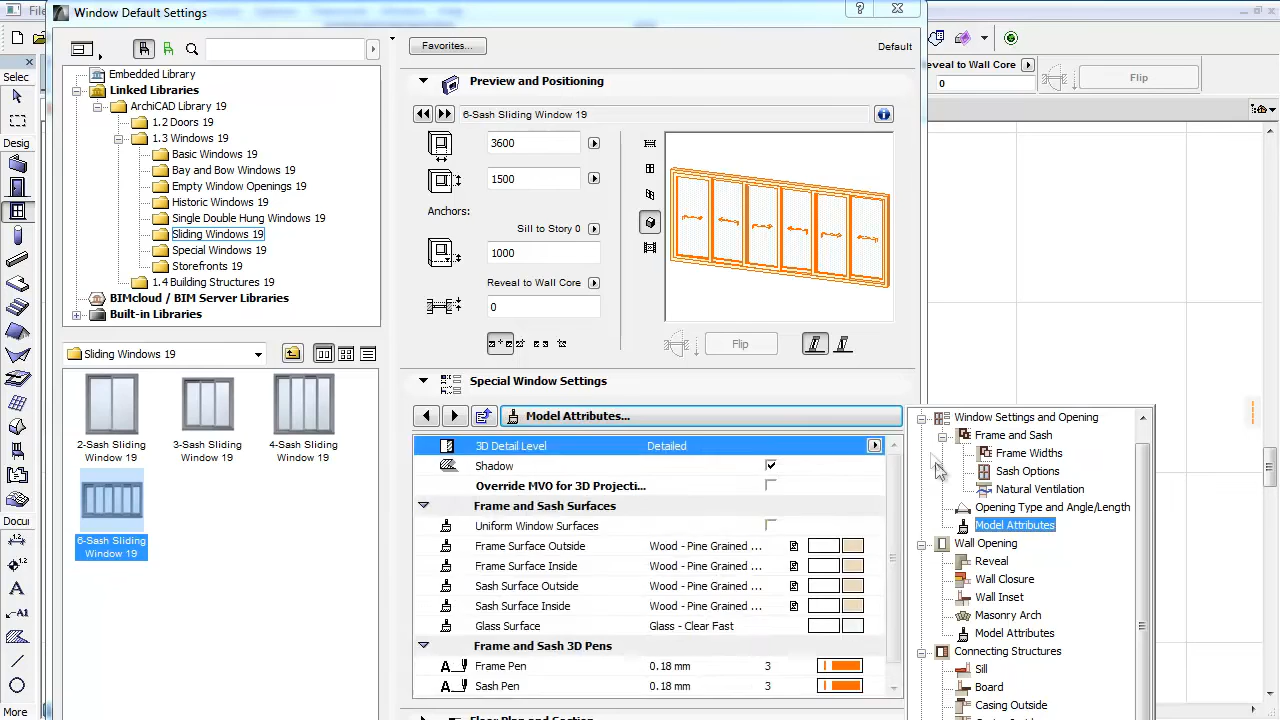 Window Default Settings
File
Selec
Desig
Docu
More
Embedded Library
Linked Libraries
ArchiCAD Library 19
1.2 Doors 19
1.3 Windows 19
Basic Windows 19
Bay and Bow Windows 19
Empty Window Openings 19
Historic Windows 19
Single Double Hung Windows 19
Sliding Windows 19
Special Windows 19
Storefronts 19
1.4 Building Structures 19
BIMcloud / BIM Server Libraries
Built-in Libraries
Sliding Windows 19
2-Sash Sliding
Window 19
3-Sash Sliding
Window 19
4-Sash Sliding
Window 19
6-Sash Sliding
Window 19
Favorites...
Default
Preview and Positioning
6-Sash Sliding Window 19
3600
1500
Anchors:
Sill to Story 0
1000
Reveal to Wall Core
0
Flip
Special Window Settings
Model Attributes...
3D Detail Level Detailed
Shadow
Override MVO for 3D Projecti...
Frame and Sash Surfaces
Uniform Window Surfaces
Frame Surface Outside Wood - Pine Grained ...
Frame Surface Inside Wood - Pine Grained ...
Sash Surface Outside Wood - Pine Grained ...
Sash Surface Inside Wood - Pine Grained ...
Glass Surface Glass - Clear Fast
Frame and Sash 3D Pens
Frame Pen 0.18 mm 3
Sash Pen 0.18 mm 3
Floor Plan and Section
eveal to Wall Core
0
Flip
Window Settings and Opening
Frame and Sash
Frame Widths
Sash Options
Natural Ventilation
Opening Type and Angle/Length
Model Attributes
Wall Opening
Reveal
Wall Closure
Wall Inset
Masonry Arch
Model Attributes
Connecting Structures
Sill
Board
Casing Outside